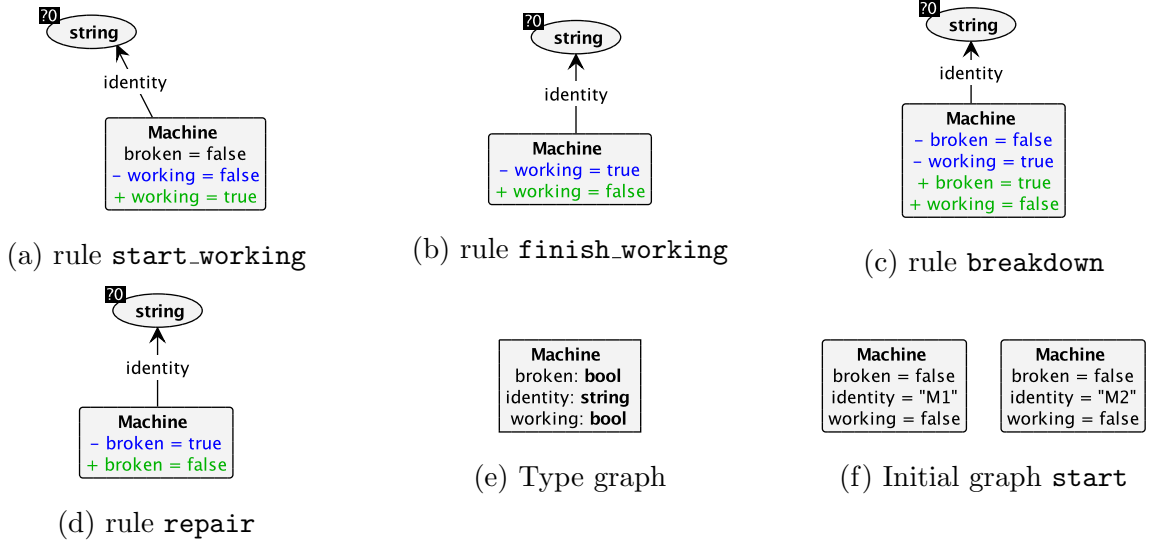 ?0
string
identity
Machine
broken = false
– working = false
+ working = true
(a) rule start_working
?0
string
identity
Machine
– working = true
+ working = false
(b) rule finish_working
?0
string
identity
Machine
– broken = false
– working = true
+ broken = true
+ working = false
(c) rule breakdown
?0
string
identity
Machine
– broken = true
+ broken = false
(d) rule repair
Machine
broken: bool
identity: string
working: bool
(e) Type graph
Machine
broken = false
identity = "M1"
working = false
Machine
broken = false
identity = "M2"
working = false
(f) Initial graph start